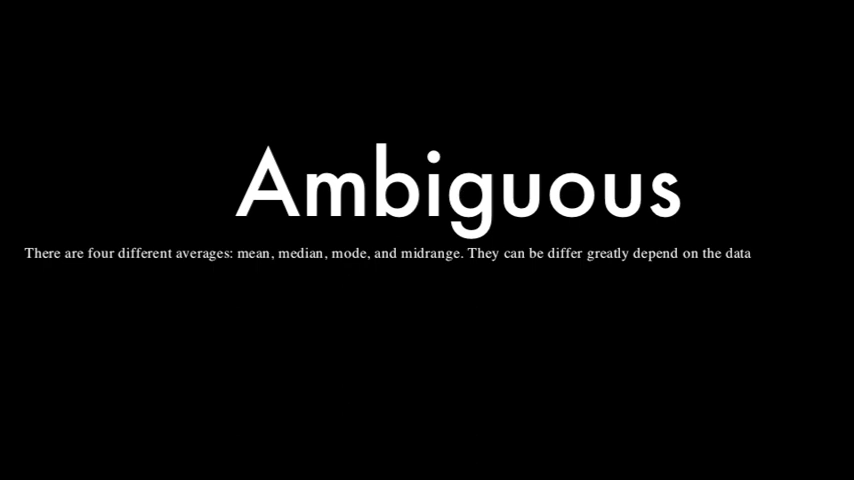 Ambiguous
There are four different averages: mean, median, mode, and midrange. They can be differ greatly depend on the data